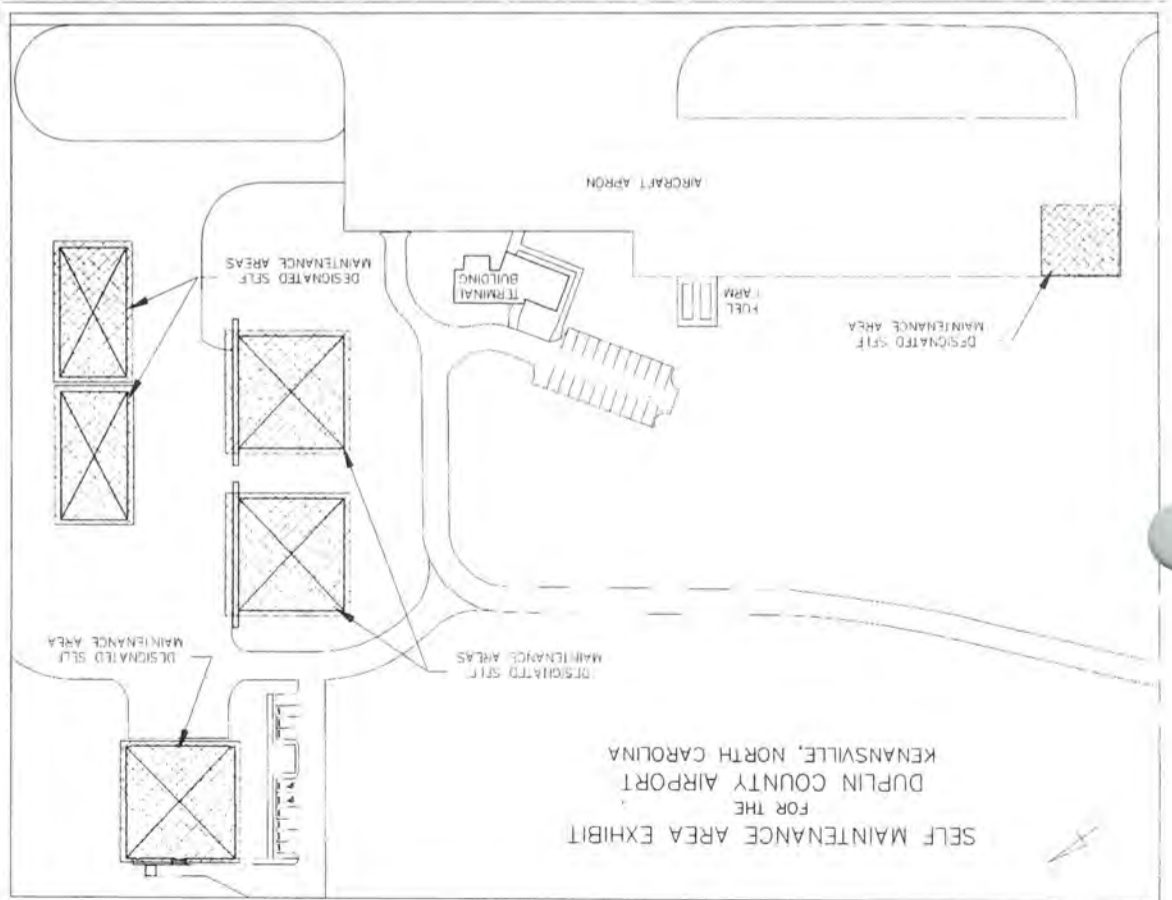 SELF MAINTENANCE AREA EXHIBIT
FOR THE
DUPLIN COUNTY AIRPORT
KENANSVILLE, NORTH CAROLINA
DESIGNATED SELF
MAINTENANCE AREA
DESIGNATED SELF
MAINTENANCE AREAS
DESIGNATED SELF
MAINTENANCE AREA
FUEL
FARM
TERMINAL
BUILDING
DESIGNATED SELF
MAINTENANCE AREAS
AIRCRAFT APRON